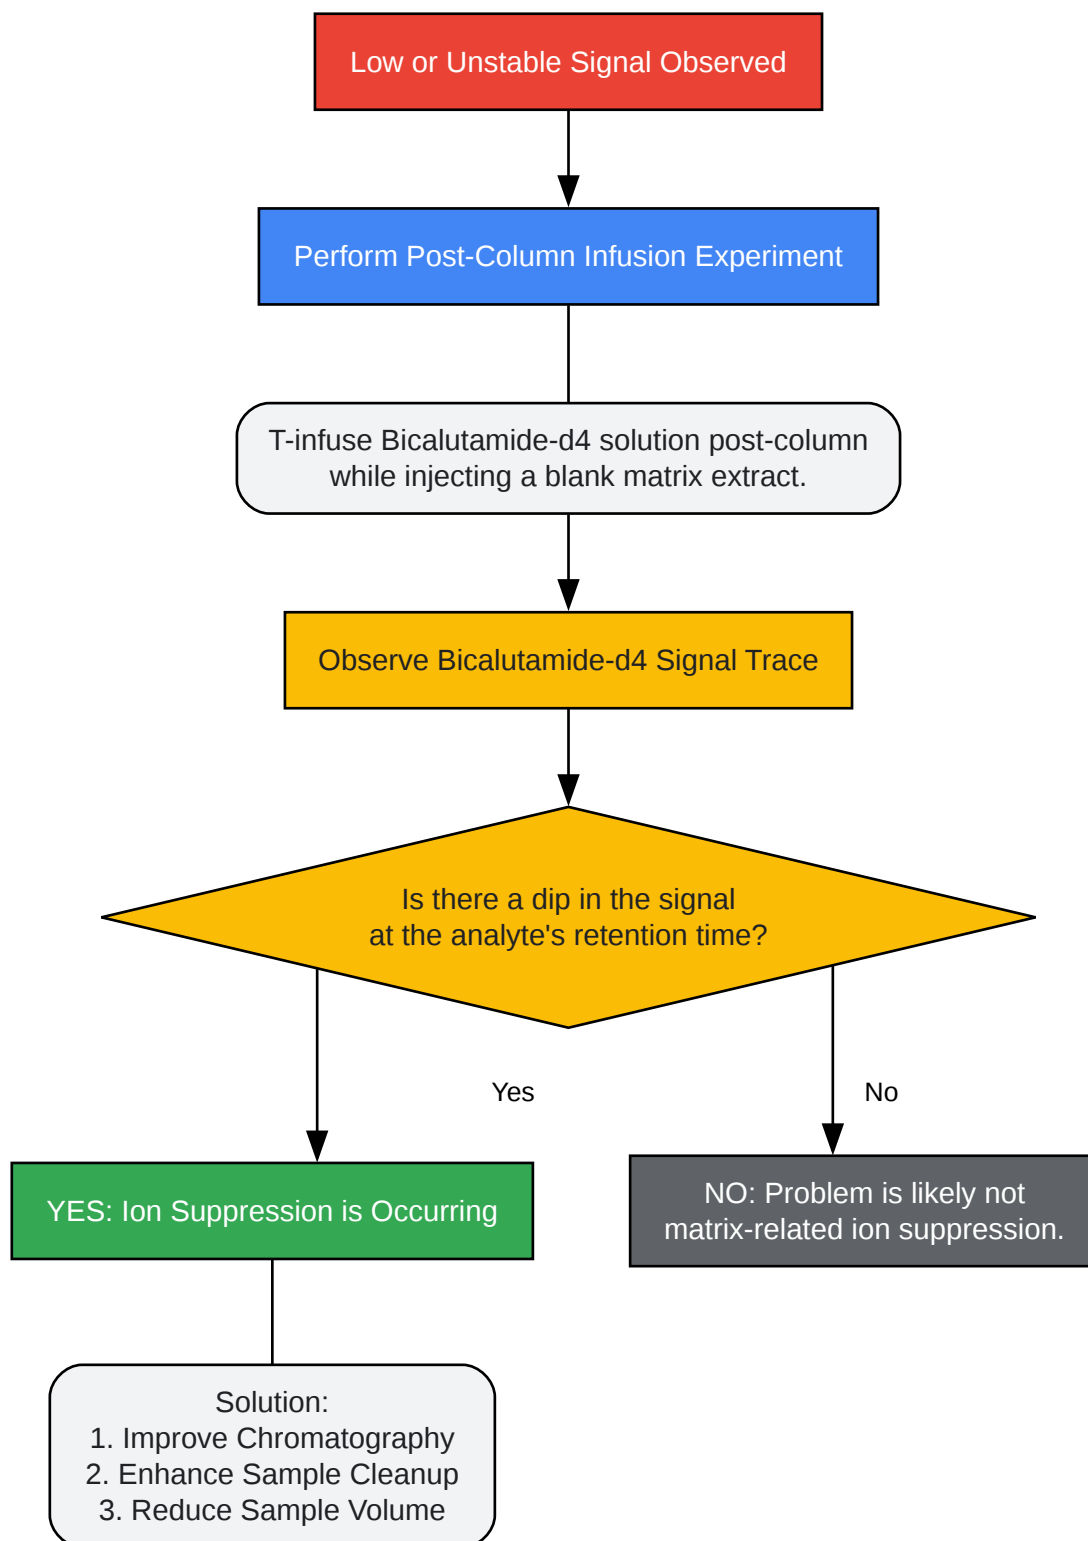 Low or Unstable Signal Observed
Perform Post-Column Infusion Experiment
T-infuse Bicalutamide-d4 solution post-column
while injecting a blank matrix extract.
Observe Bicalutamide-d4 Signal Trace
Is there a dip in the signal
at the analyte's retention time?
Yes
No
YES: Ion Suppression is Occurring
NO: Problem is likely not
matrix-related ion suppression.
Solution:
1. Improve Chromatography
2. Enhance Sample Cleanup
3. Reduce Sample Volume